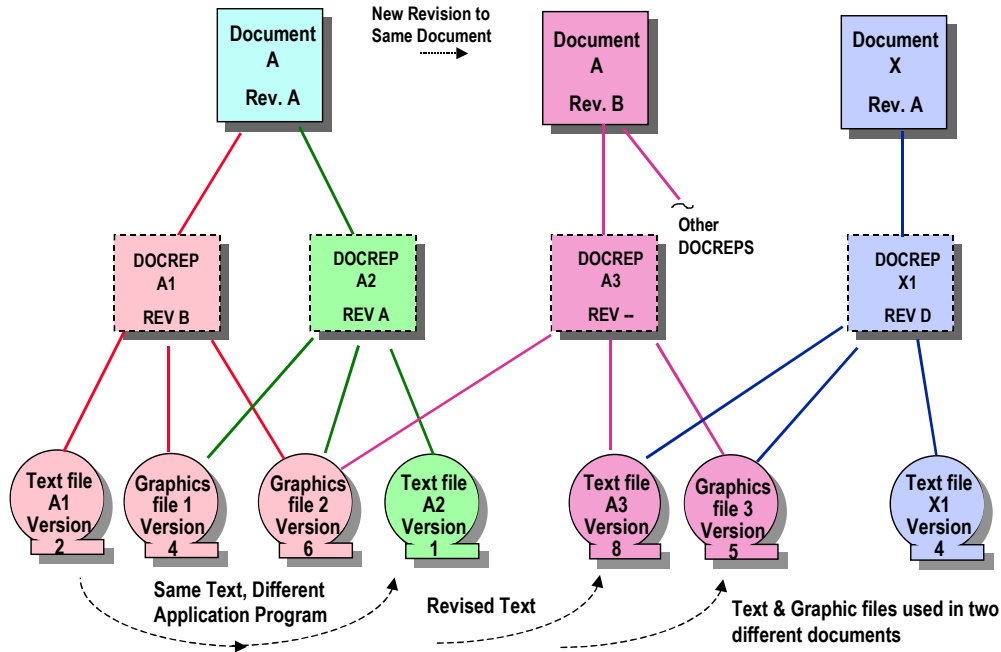 Document
A
Rev. A
New Revision to
Same Document
Document
A
Rev. B
Document
X
Rev. A
Other
DOCREPS
DOCREP
A1
REV B
DOCREP
A2
REV A
DOCREP
A3
REV --
DOCREP
X1
REV D
Text file
A1
Version
2
Graphics
file 1
Version
4
Graphics
file 2
Version
6
Text file
A2
Version
1
Text file
A3
Version
8
Graphics
file 3
Version
5
Text file
X1
Version
4
Same Text, Different
Application Program
Revised Text
Text & Graphic files used in two
different documents